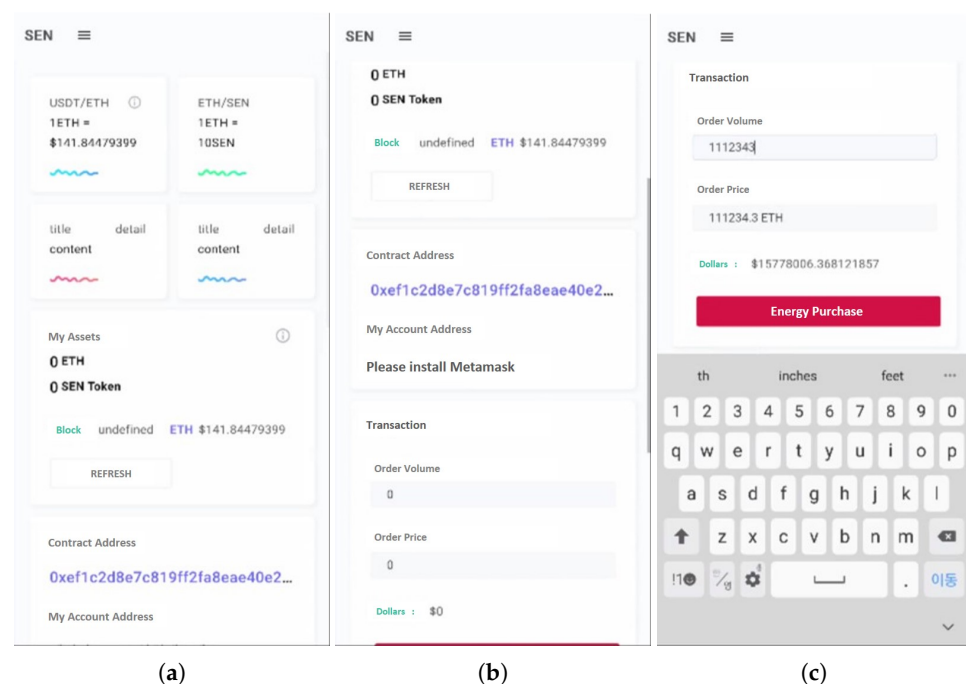 SEN ≡
USDT/ETH
1ETH =
$141.84479399
ETH/SEN
1ETH =
10SEN
title detail
content
title detail
content
My Assets
0 ETH
0 SEN Token
Block undefined ETH $141.84479399
REFRESH
Contract Address
0xef1c2d8e7c819ff2fa8eae40e2...
My Account Address
(a)
SEN ≡
0 ETH
0 SEN Token
Block undefined ETH $141.84479399
REFRESH
Contract Address
0xef1c2d8e7c819ff2fa8eae40e2...
My Account Address
Please install Metamask
Transaction
Order Volume
0
Order Price
0
Dollars : $0
(b)
SEN ≡
Transaction
Order Volume
1112343
Order Price
111234.3 ETH
Dollars : $15778006.368121857
Energy Purchase
th inches feet ...
1 2 3 4 5 6 7 8 9 0
q w e r t y u i o p
a s d f g h j k l
z x c v b n m
!1☻ . 이동
(c)